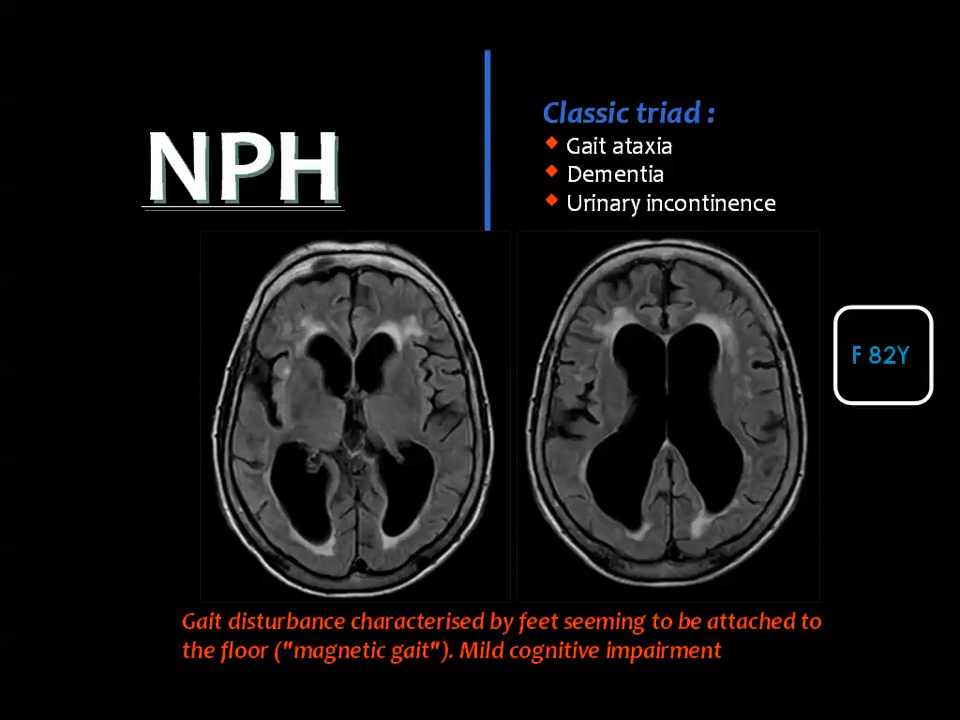 NPH
Classic triad :
Gait ataxia
Dementia
Urinary incontinence
F 82Y
Gait disturbance characterised by feet seeming to be attached to
the floor ("magnetic gait"). Mild cognitive impairment